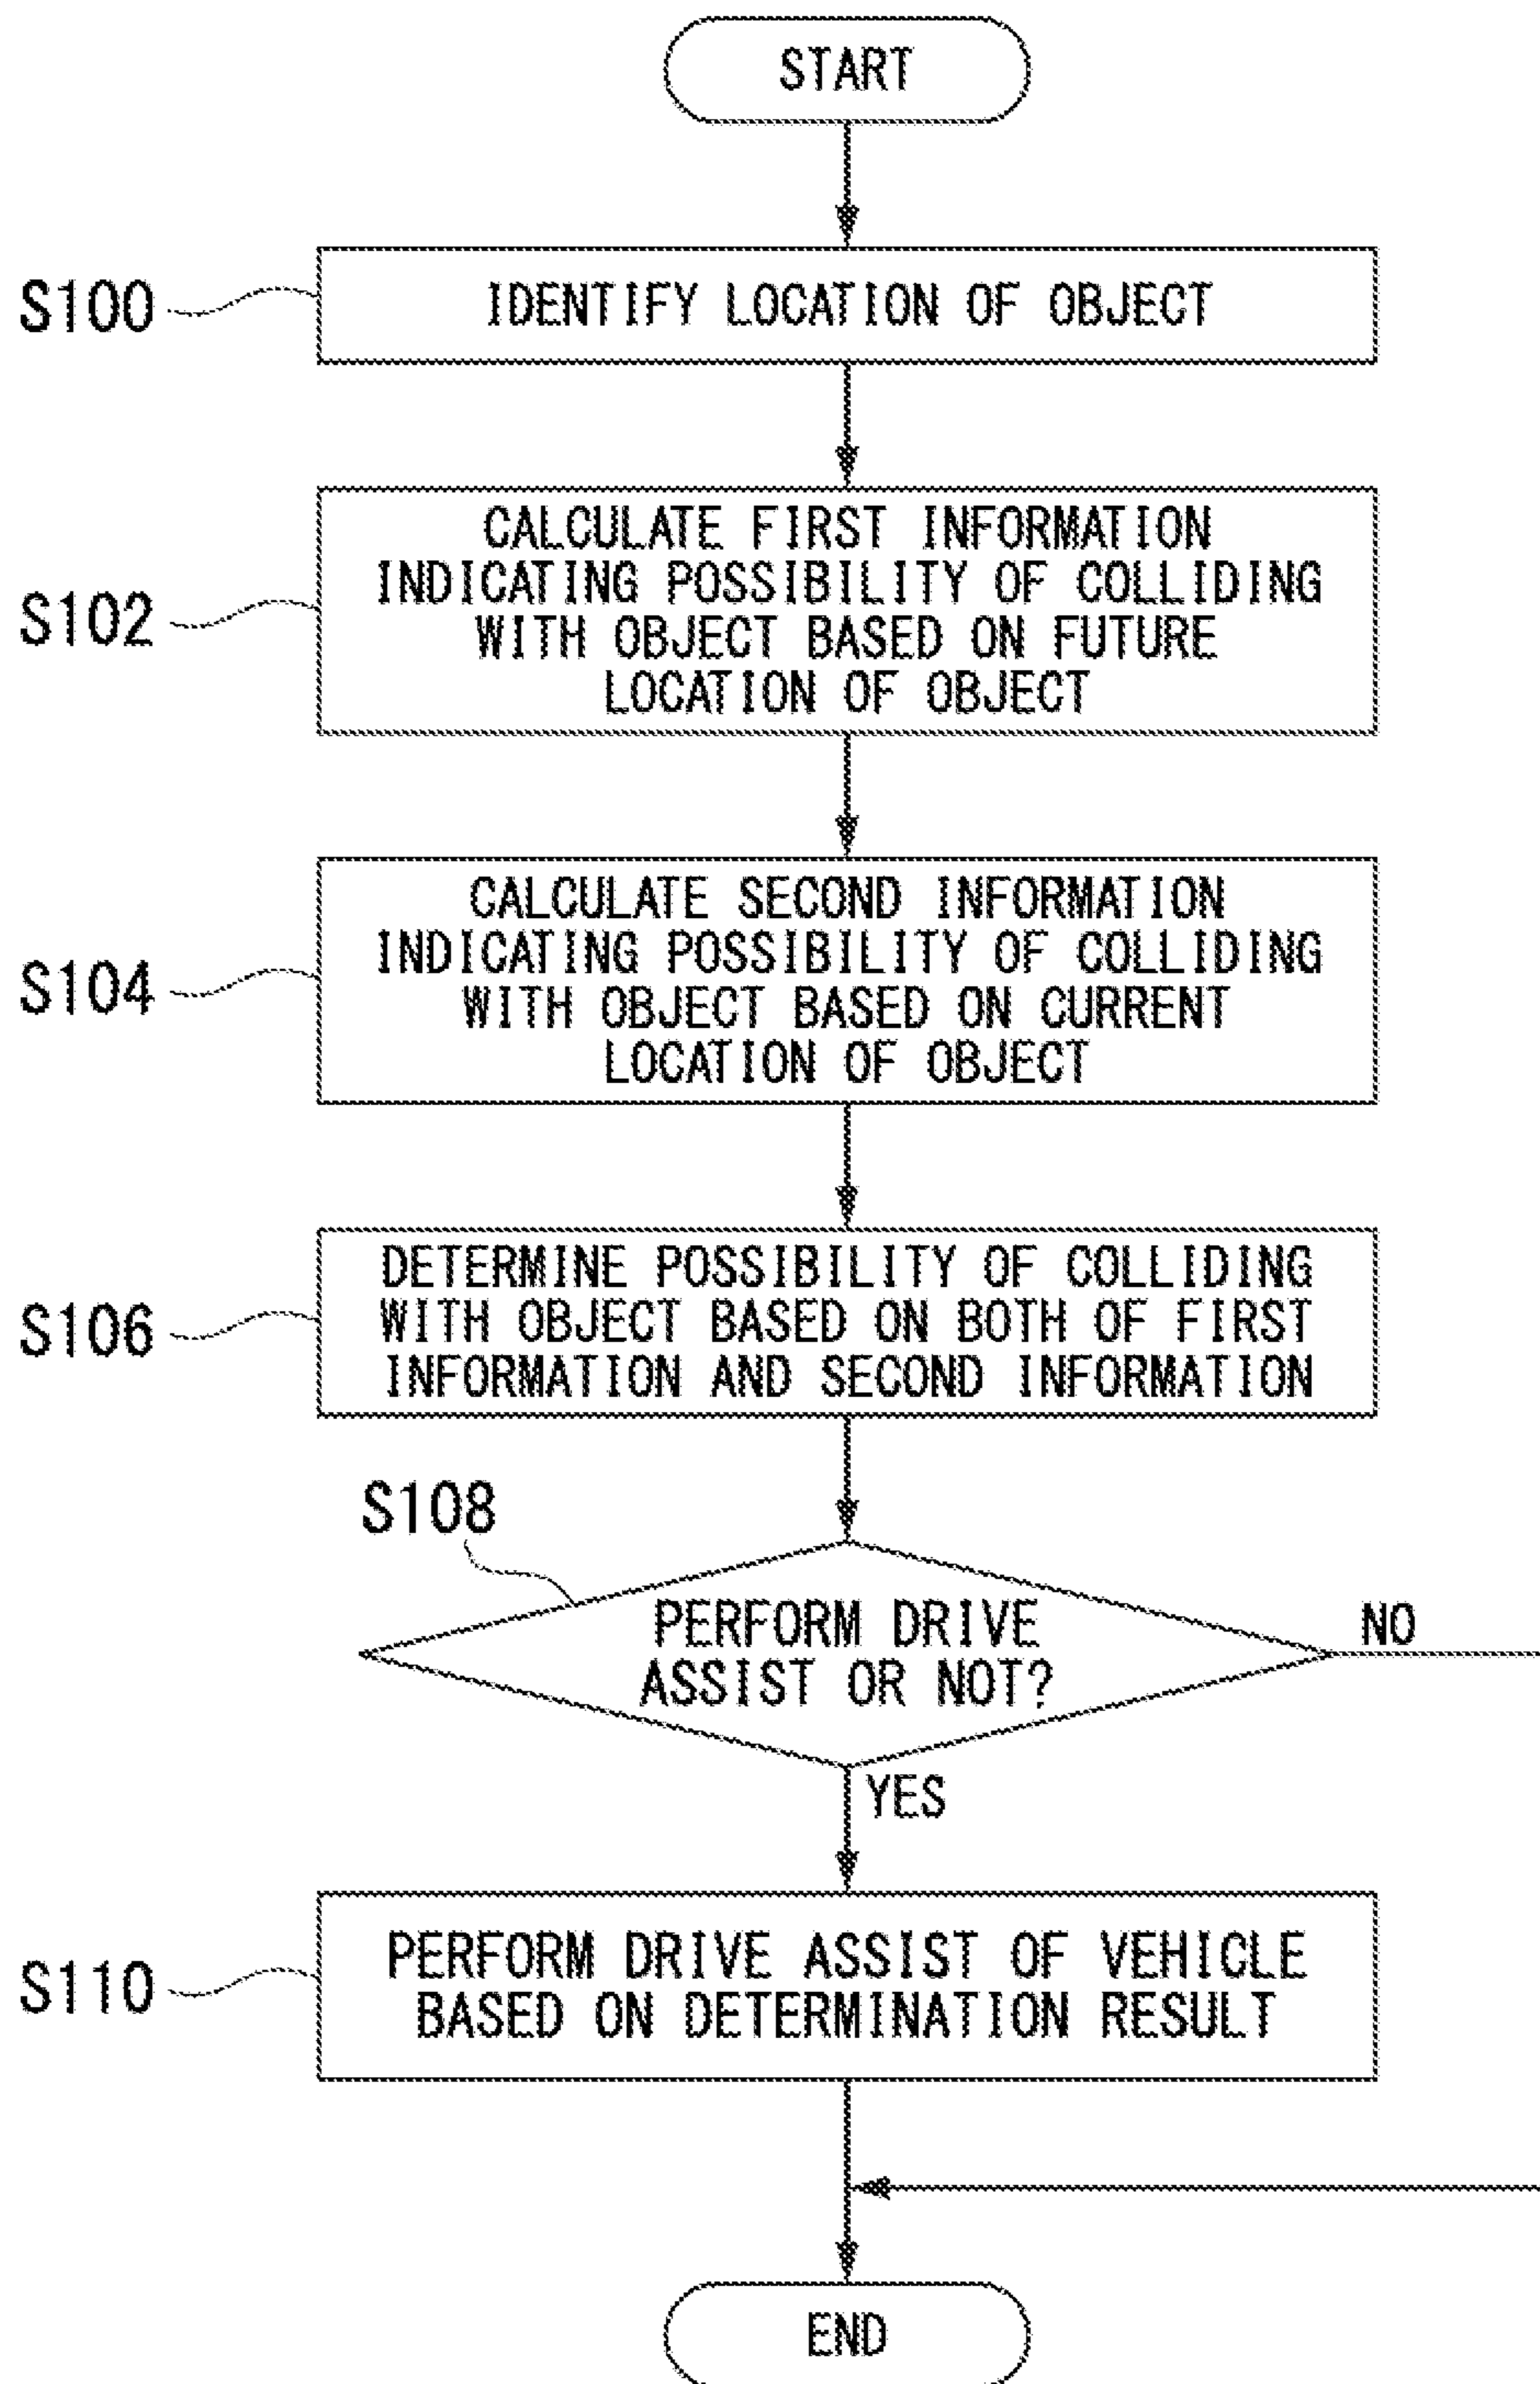 START
S100
IDENTIFY LOCATION OF OBJECT
S102
CALCULATE FIRST INFORMATION
INDICATING POSSIBILITY OF COLLIDING
WITH OBJECT BASED ON FUTURE
LOCATION OF OBJECT
S104
CALCULATE SECOND INFORMATION
INDICATING POSSIBILITY OF COLLIDING
WITH OBJECT BASED ON CURRENT
LOCATION OF OBJECT
S106
DETERMINE POSSIBILITY OF COLLIDING
WITH OBJECT BASED ON BOTH OF FIRST
INFORMATION AND SECOND INFORMATION
S108
PERFORM DRIVE
ASSIST OR NOT?
NO
YES
S110
PERFORM DRIVE ASSIST OF VEHICLE
BASED ON DETERMINATION RESULT
END